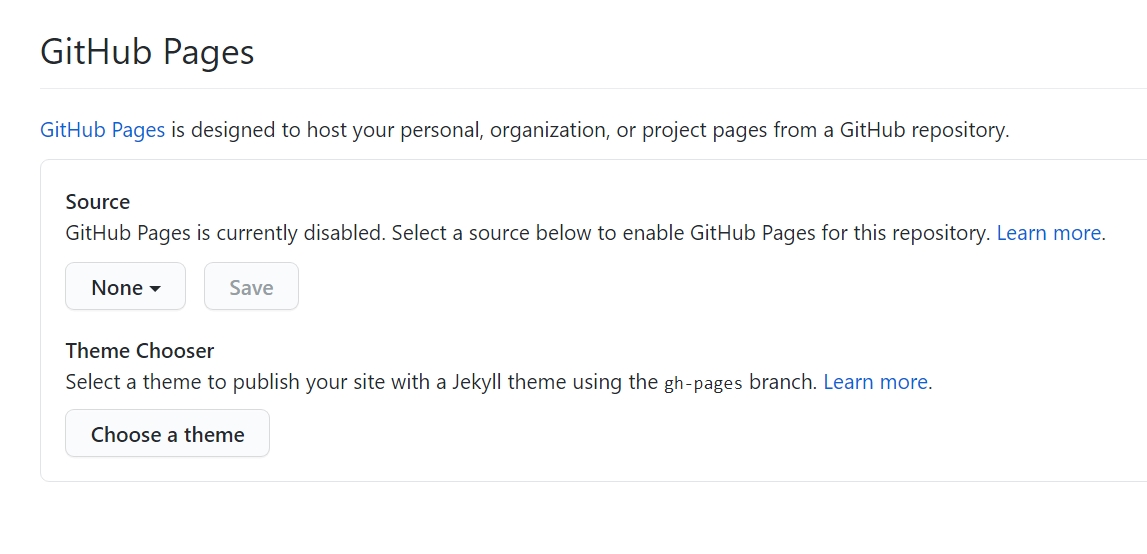 GitHub Pages
GitHub Pages is designed to host your personal, organization, or project pages from a GitHub repository.
Source
GitHub Pages is currently disabled. Select a source below to enable GitHub Pages for this repository. Learn more.
None Save
Theme Chooser
Select a theme to publish your site with a Jekyll theme using the gh-pages branch. Learn more.
Choose a theme